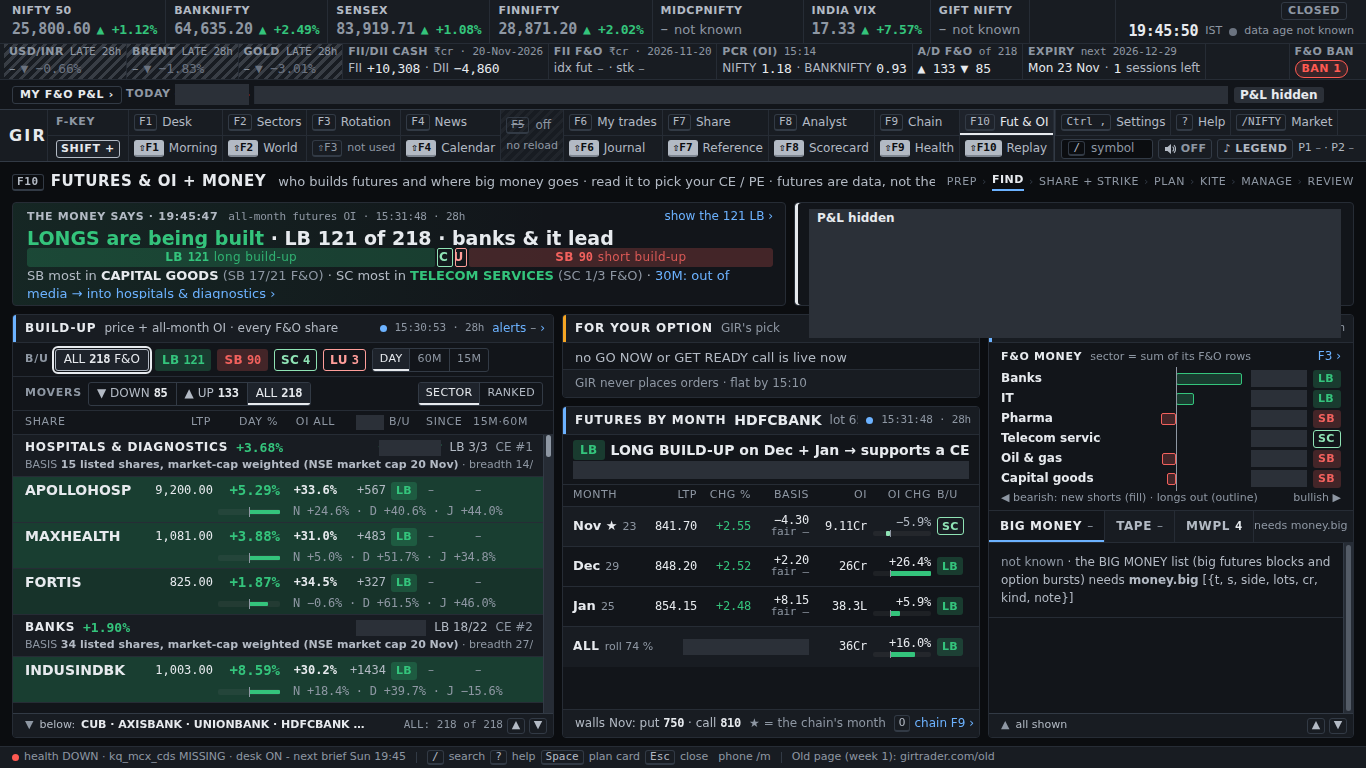 NIFTY 50 BANKNIFTY SENSEX FINNIFTY MIDCPNIFTY INDIA VIX GIFT NIFTY CLOSED
25,800.60 ▲ +1.12% 64,635.20 ▲ +2.49% 83,919.71 ▲ +1.08% 28,871.20 ▲ +2.02% – not known 17.33 ▲ +7.57% – not known 19:45:50 IST ● data age not known
USD/INR LATE 28h BRENT LATE 28h GOLD LATE 28h FII/DII CASH ₹cr · 20-Nov-2026 FII F&O ₹cr · 2026-11-20 PCR (OI) 15:14 A/D F&O of 218 EXPIRY next 2026-12-29 F&O BAN
– ▼ −0.66% – ▼ −1.83% – ▼ −3.01% FII +10,308 · DII −4,860 idx fut – · stk – NIFTY 1.18 · BANKNIFTY 0.93 ▲ 133 ▼ 85 Mon 23 Nov · 1 sessions left BAN 1
MY F&O P&L › TODAY P&L hidden
GIR F-KEY F1 Desk F2 Sectors F3 Rotation F4 News F5 off F6 My trades F7 Share F8 Analyst F9 Chain F10 Fut & OI Ctrl , Settings ? Help /NIFTY Market
SHIFT + ⇧F1 Morning ⇧F2 World ⇧F3 not used ⇧F4 Calendar no reload ⇧F6 Journal ⇧F7 Reference ⇧F8 Scorecard ⇧F9 Health ⇧F10 Replay / symbol OFF ♪ LEGEND P1 – · P2 –
F10 FUTURES & OI + MONEY who builds futures and where big money goes · read it to pick your CE / PE · futures are data, not the PREP › FIND › SHARE + STRIKE › PLAN › KITE › MANAGE › REVIEW
THE MONEY SAYS · 19:45:47 all-month futures OI · 15:31:48 · 28h show the 121 LB ›
LONGS are being built · LB 121 of 218 · banks & it lead
LB 121 long build-up C U SB 90 short build-up
SB most in CAPITAL GOODS (SB 17/21 F&O) · SC most in TELECOM SERVICES (SC 1/3 F&O) · 30M: out of
media → into hospitals & diagnostics ›
P&L hidden
BUILD-UP price + all-month OI · every F&O share ● 15:30:53 · 28h alerts – ›
B/U ALL 218 F&O LB 121 SB 90 SC 4 LU 3 DAY 60M 15M
MOVERS ▼ DOWN 85 ▲ UP 133 ALL 218 SECTOR RANKED
SHARE LTP DAY % OI ALL B/U SINCE 15M·60M
HOSPITALS & DIAGNOSTICS +3.68% LB 3/3 CE #1
BASIS 15 listed shares, market-cap weighted (NSE market cap 20 Nov) · breadth 14/
APOLLOHOSP 9,200.00 +5.29% +33.6% +567 LB – –
N +24.6% · D +40.6% · J +44.0%
MAXHEALTH 1,081.00 +3.88% +31.0% +483 LB – –
N +5.0% · D +51.7% · J +34.8%
FORTIS 825.00 +1.87% +34.5% +327 LB – –
N −0.6% · D +61.5% · J +46.0%
BANKS +1.90% LB 18/22 CE #2
BASIS 34 listed shares, market-cap weighted (NSE market cap 20 Nov) · breadth 27/
INDUSINDBK 1,003.00 +8.59% +30.2% +1434 LB – –
N +18.4% · D +39.7% · J −15.6%
▼ below: CUB · AXISBANK · UNIONBANK · HDFCBANK … ALL: 218 of 218 ▲ ▼
FOR YOUR OPTION GIR's pick
no GO NOW or GET READY call is live now
GIR never places orders · flat by 15:10
FUTURES BY MONTH HDFCBANK ● 15:31:48 · 28h
LB LONG BUILD-UP on Dec + Jan → supports a CE
MONTH LTP CHG % BASIS OI OI CHG B/U
Nov ★ 23 841.70 +2.55 −4.30 9.11Cr −5.9% SC
fair –
Dec 29 848.20 +2.52 +2.20 26Cr +26.4% LB
fair –
Jan 25 854.15 +2.48 +8.15 38.3L +5.9% LB
fair –
ALL roll 74 % 36Cr +16.0% LB
walls Nov: put 750 · call 810 ★ = the chain's month O chain F9 ›
F&O MONEY sector = sum of its F&O rows F3 ›
Banks LB
IT LB
Pharma SB
Telecom servic SC
Oil & gas SB
Capital goods SB
◀ bearish: new shorts (fill) · longs out (outline) bullish ▶
BIG MONEY – TAPE – MWPL 4 needs money.big
not known · the BIG MONEY list (big futures blocks and
option bursts) needs money.big [{t, s, side, lots, cr,
kind, note}]
▲ all shown ▲ ▼
● health DOWN · kq_mcx_cds MISSING · desk ON - next brief Sun 19:45 / search ? help Space plan card Esc close phone /m Old page (week 1): girtrader.com/old